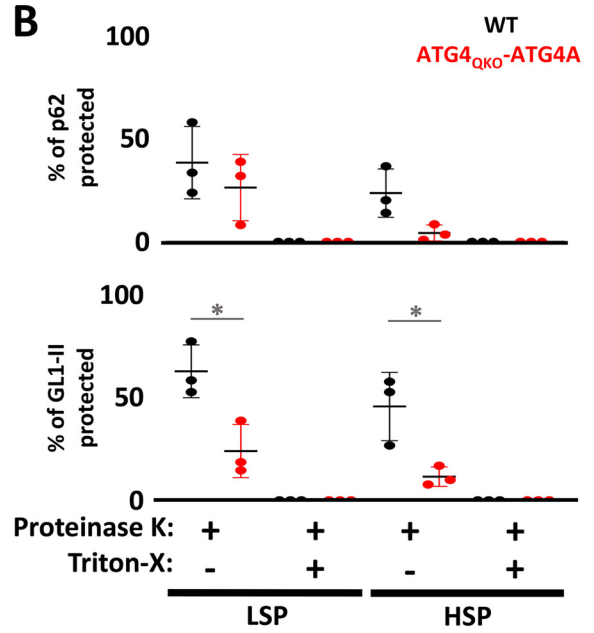 B
WT
ATG4QKO-ATG4A
% of p62
protected
100
50
0
% of GL1-II
protected
100
50
0
*
*
Proteinase K: + + + +
Triton-X: - + - +
LSP HSP